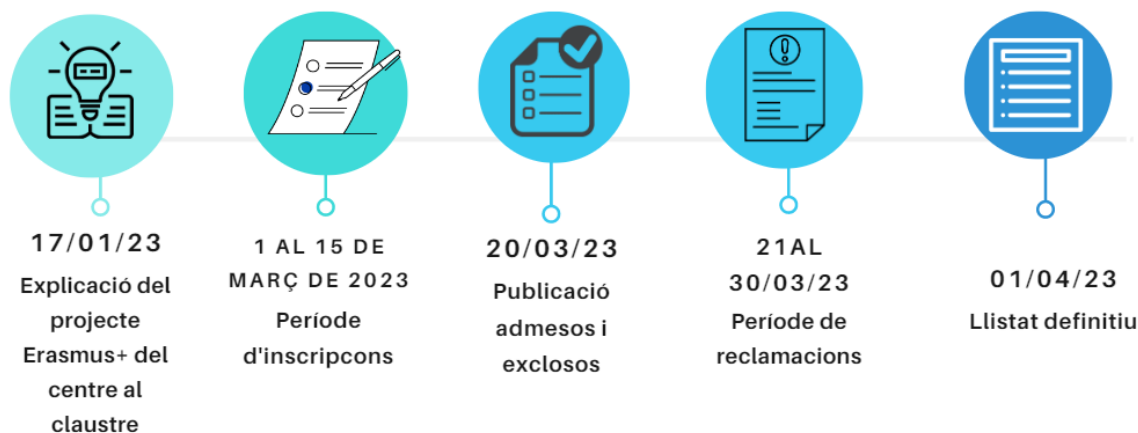 17/01/23
Explicació del
projecte
Erasmus+ del
centre al
claustre
1 AL 15 DE
MARÇ DE 2023
Període
d'inscripcons
20/03/23
Publicació
admesos i
exclosos
21AL
30/03/23
Període de
reclamacions
01/04/23
Llistat definitiu